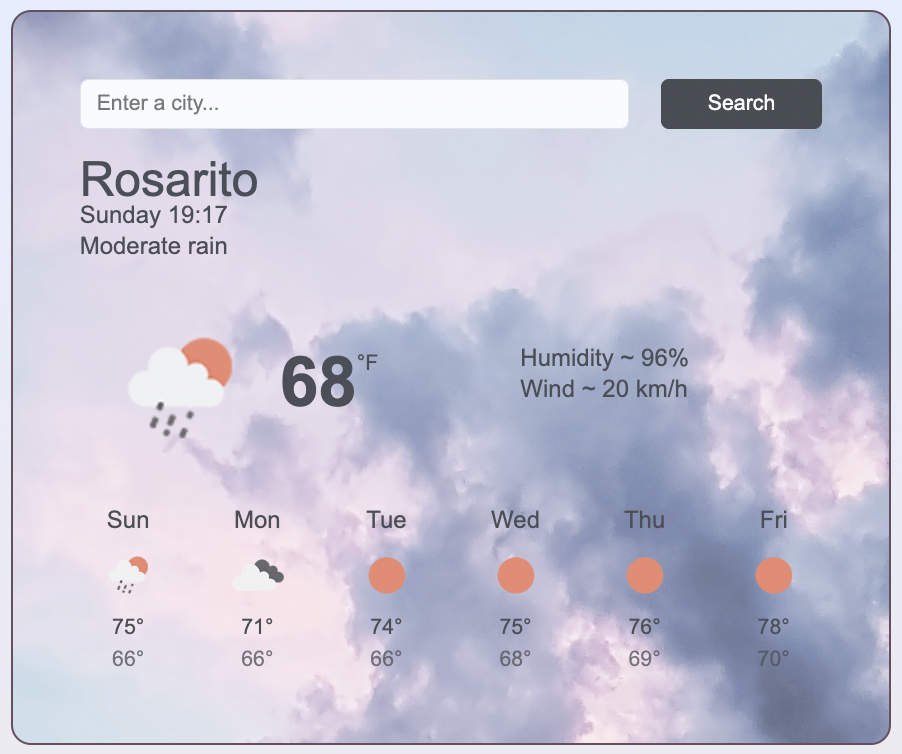 Enter a city...
Search
Rosarito
Sunday 19:17
Moderate rain
68 °F
Humidity ~ 96%
Wind ~ 20 km/h
Sun Mon Tue Wed Thu Fri
75° 71° 74° 75° 76° 78°
66° 66° 66° 68° 69° 70°